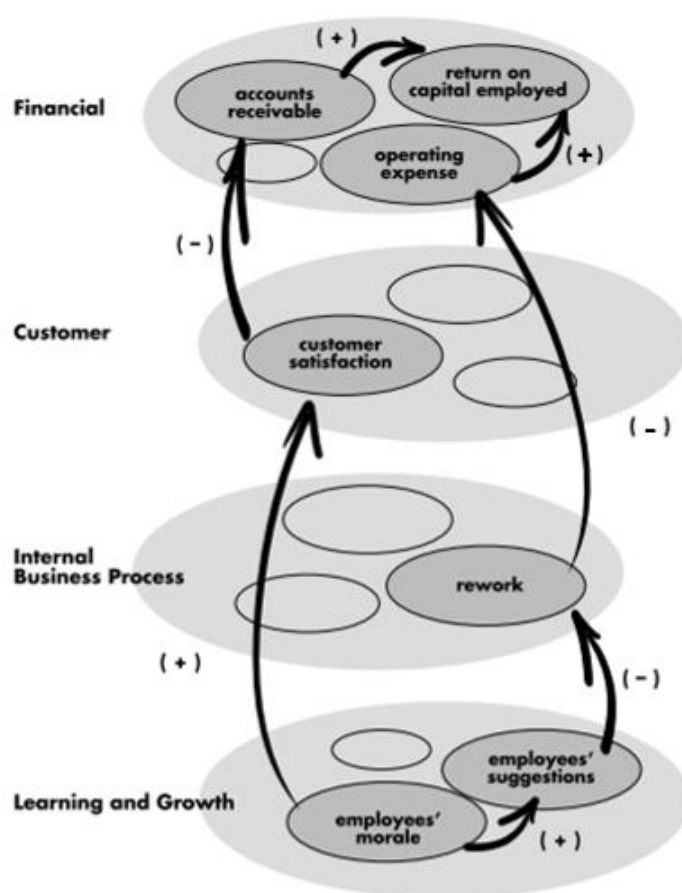 (+)
Financial
accounts
receivable
return on
capital employed
operating
expense
(+)
(-)
Customer
customer
satisfaction
(-)
Internal
Business Process
rework
(+)
(-)
Learning and Growth
employees'
suggestions
employees'
morale
(+)